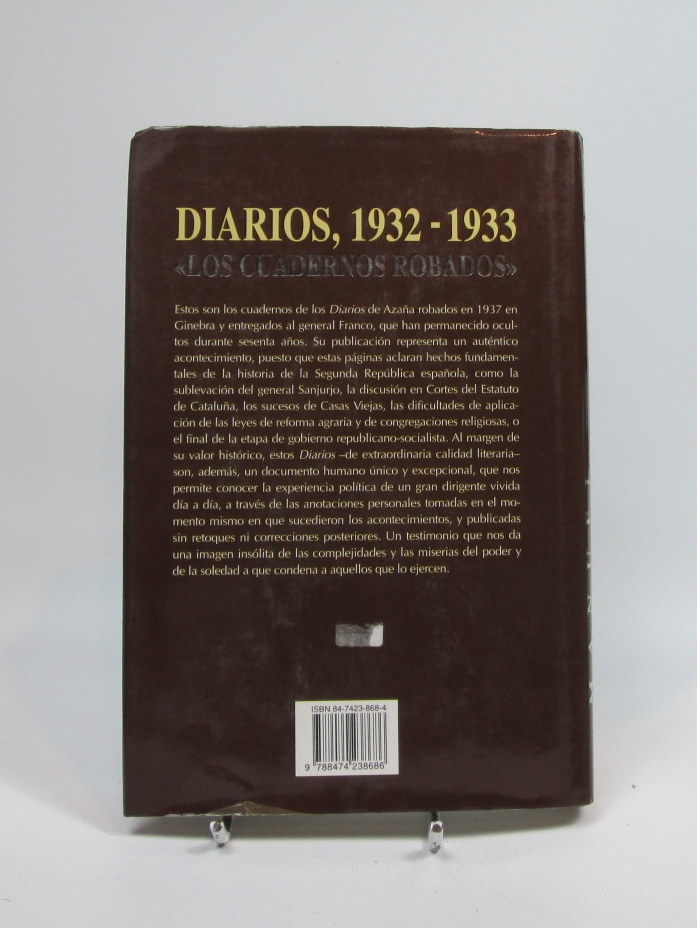 DIARIOS, 1932 - 1933
«LOS CUADERNOS ROBADOS»
Estos son los cuadernos de los Diarios de Azaña robados en 1937 en
Ginebra y entregados al general Franco, que han permanecido ocul-
tos durante sesenta años. Su publicación representa un auténtico
acontecimiento, puesto que estas páginas aclaran hechos fundamen-
tales de la historia de la Segunda República española, como la
sublevación del general Sanjurjo, la discusión en Cortes del Estatuto
de Cataluña, los sucesos de Casas Viejas, las dificultades de aplica-
ción de las leyes de reforma agraria y de congregaciones religiosas, o
el final de la etapa de gobierno republicano-socialista. Al margen de
su valor histórico, estos Diarios –de extraordinaria calidad literaria–
son, además, un documento humano único y excepcional, que nos
permite conocer la experiencia política de un gran dirigente vivida
día a día, a través de las anotaciones personales tomadas en el mo-
mento mismo en que sucedieron los acontecimientos, y publicadas
sin retoques ni correcciones posteriores. Un testimonio que nos da
una imagen insólita de las complejidades y las miserias del poder y
de la soledad a que condena a aquellos que lo ejercen.
ISBN 84-7423-868-4
9 788474 238686